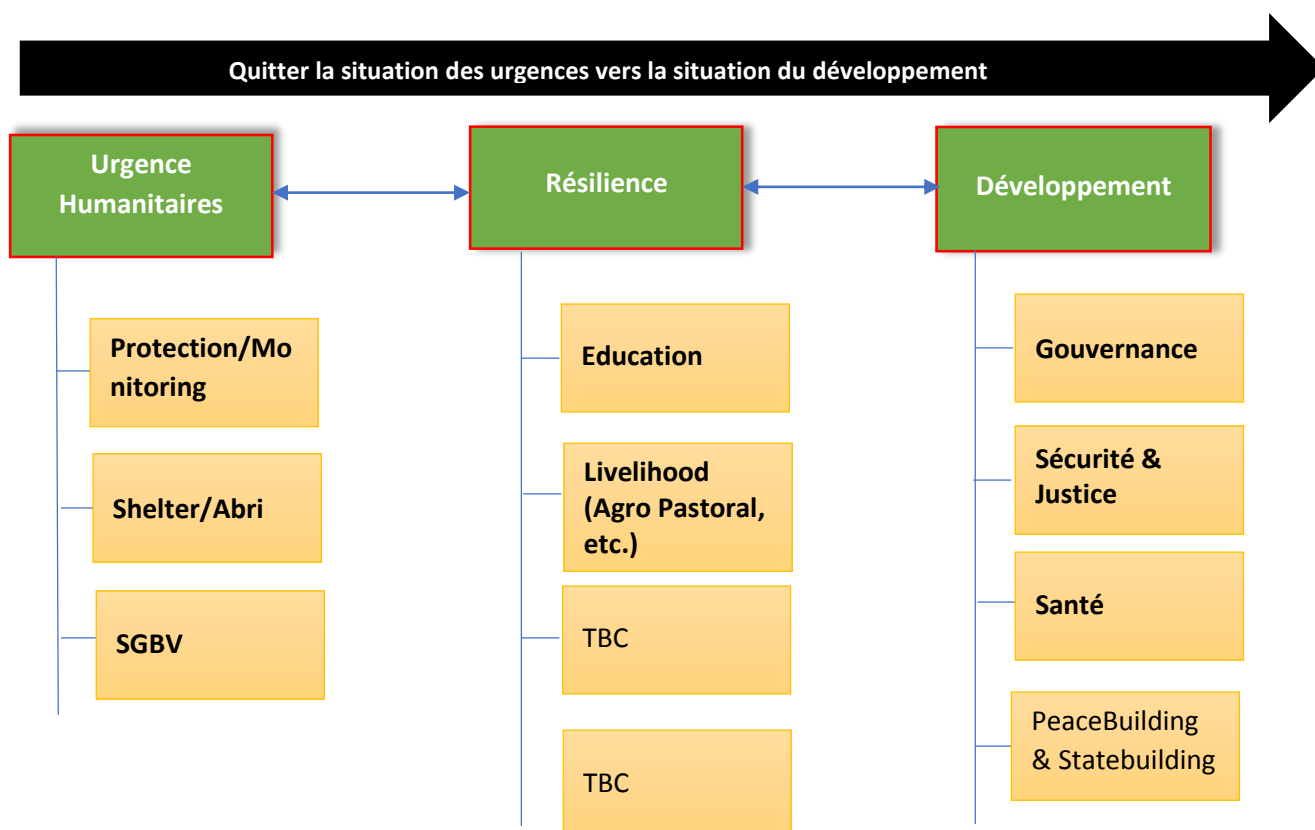 Quitter la situation des urgences vers la situation du développement
Urgence
Humanitaires
Résilience
Développement
Protection/Mo
nitoring
Shelter/Abri
SGBV
Education
Livelihood
(Agro Pastoral,
etc.)
TBC
TBC
Gouvernance
Sécurité &
Justice
Santé
PeaceBuilding
& Statebuilding